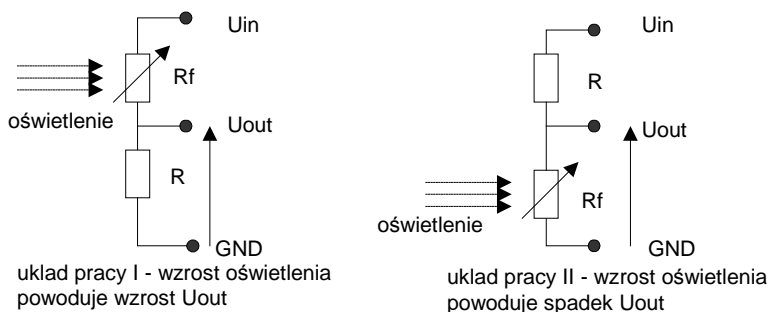 Uin
Rf
oświetlenie
Uout
R
GND
uklad pracy I - wzrost oświetlenia
powoduje wzrost Uout
Uin
R
Uout
Rf
oświetlenie
GND
uklad pracy II - wzrost oświetlenia
powoduje spadek Uout